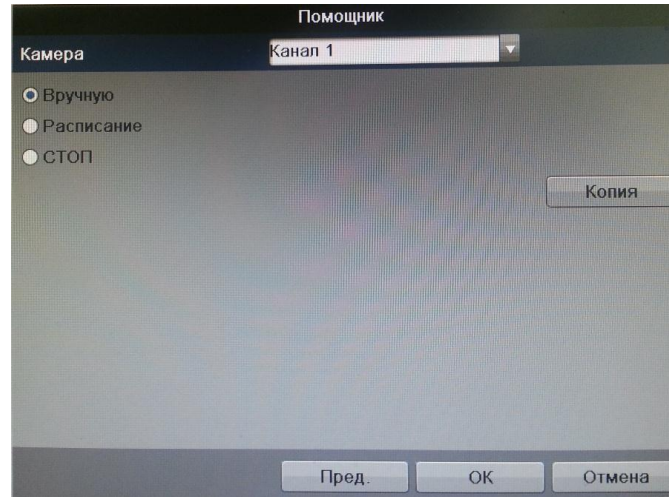 Помощник
Камера Канал 1
Вручную
Расписание
СТОП
Копия
Пред. OK Отмена